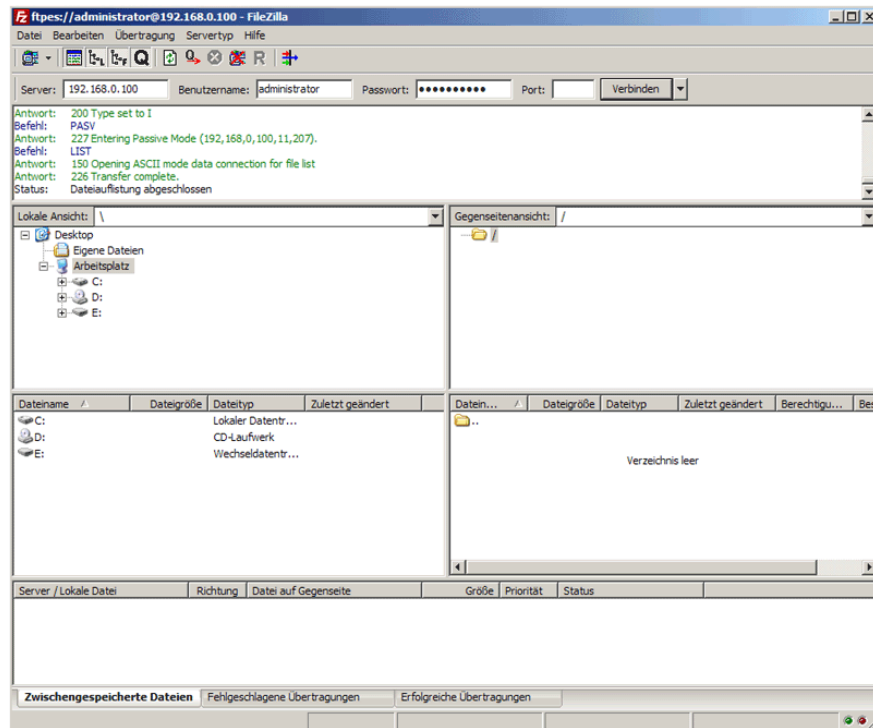 ftpes://administrator@192.168.0.100 - FileZilla
Datei Bearbeiten Übertragung Servertyp Hilfe
Server: 192.168.0.100 Benutzername: administrator Passwort: •••••••••• Port: Verbinden
Antwort: 200 Type set to I
Befehl: PASV
Antwort: 227 Entering Passive Mode (192,168,0,100,11,207).
Befehl: LIST
Antwort: 150 Opening ASCII mode data connection for file list
Antwort: 226 Transfer complete.
Status: Dateiauflistung abgeschlossen
Lokale Ansicht: \
Desktop
Eigene Dateien
Arbeitsplatz
C:
D:
E:
Gegenseitenansicht: /
/
Dateiname Dateigröße Dateityp Zuletzt geändert
C: Lokaler Datentr...
D: CD-Laufwerk
E: Wechseldatentr...
Datein... Dateigröße Dateityp Zuletzt geändert Berechtigu... Bes
..
Verzeichnis leer
Server / Lokale Datei Richtung Datei auf Gegenseite Größe Priorität Status
Zwischengespeicherte Dateien Fehlgeschlagene Übertragungen Erfolgreiche Übertragungen